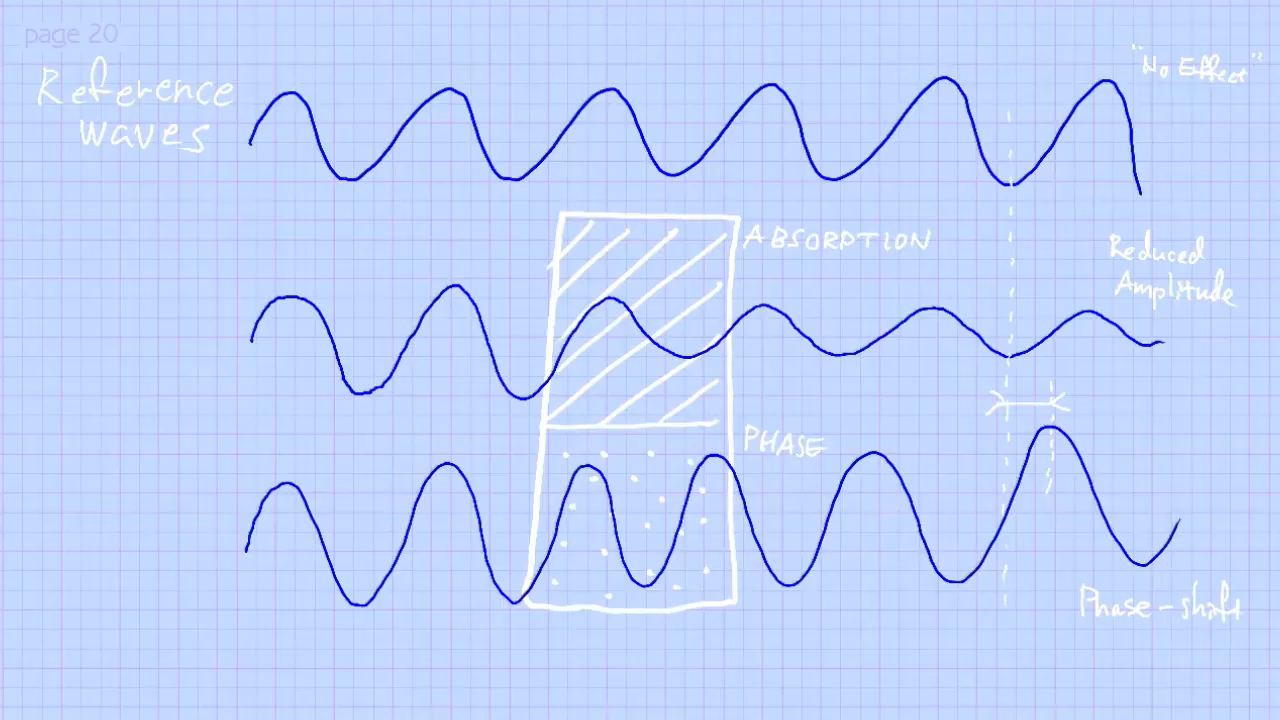 page 20
Reference
waves
"No Effect"
ABSORPTION
Reduced
Amplitude
PHASE
Phase-shift